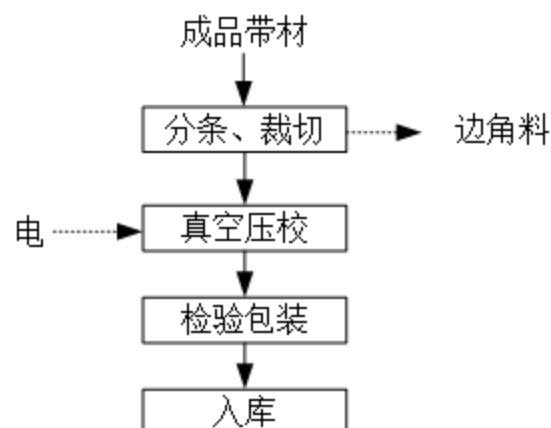 成品带材
分条、裁切
边角料
电
真空压校
检验包装
入库